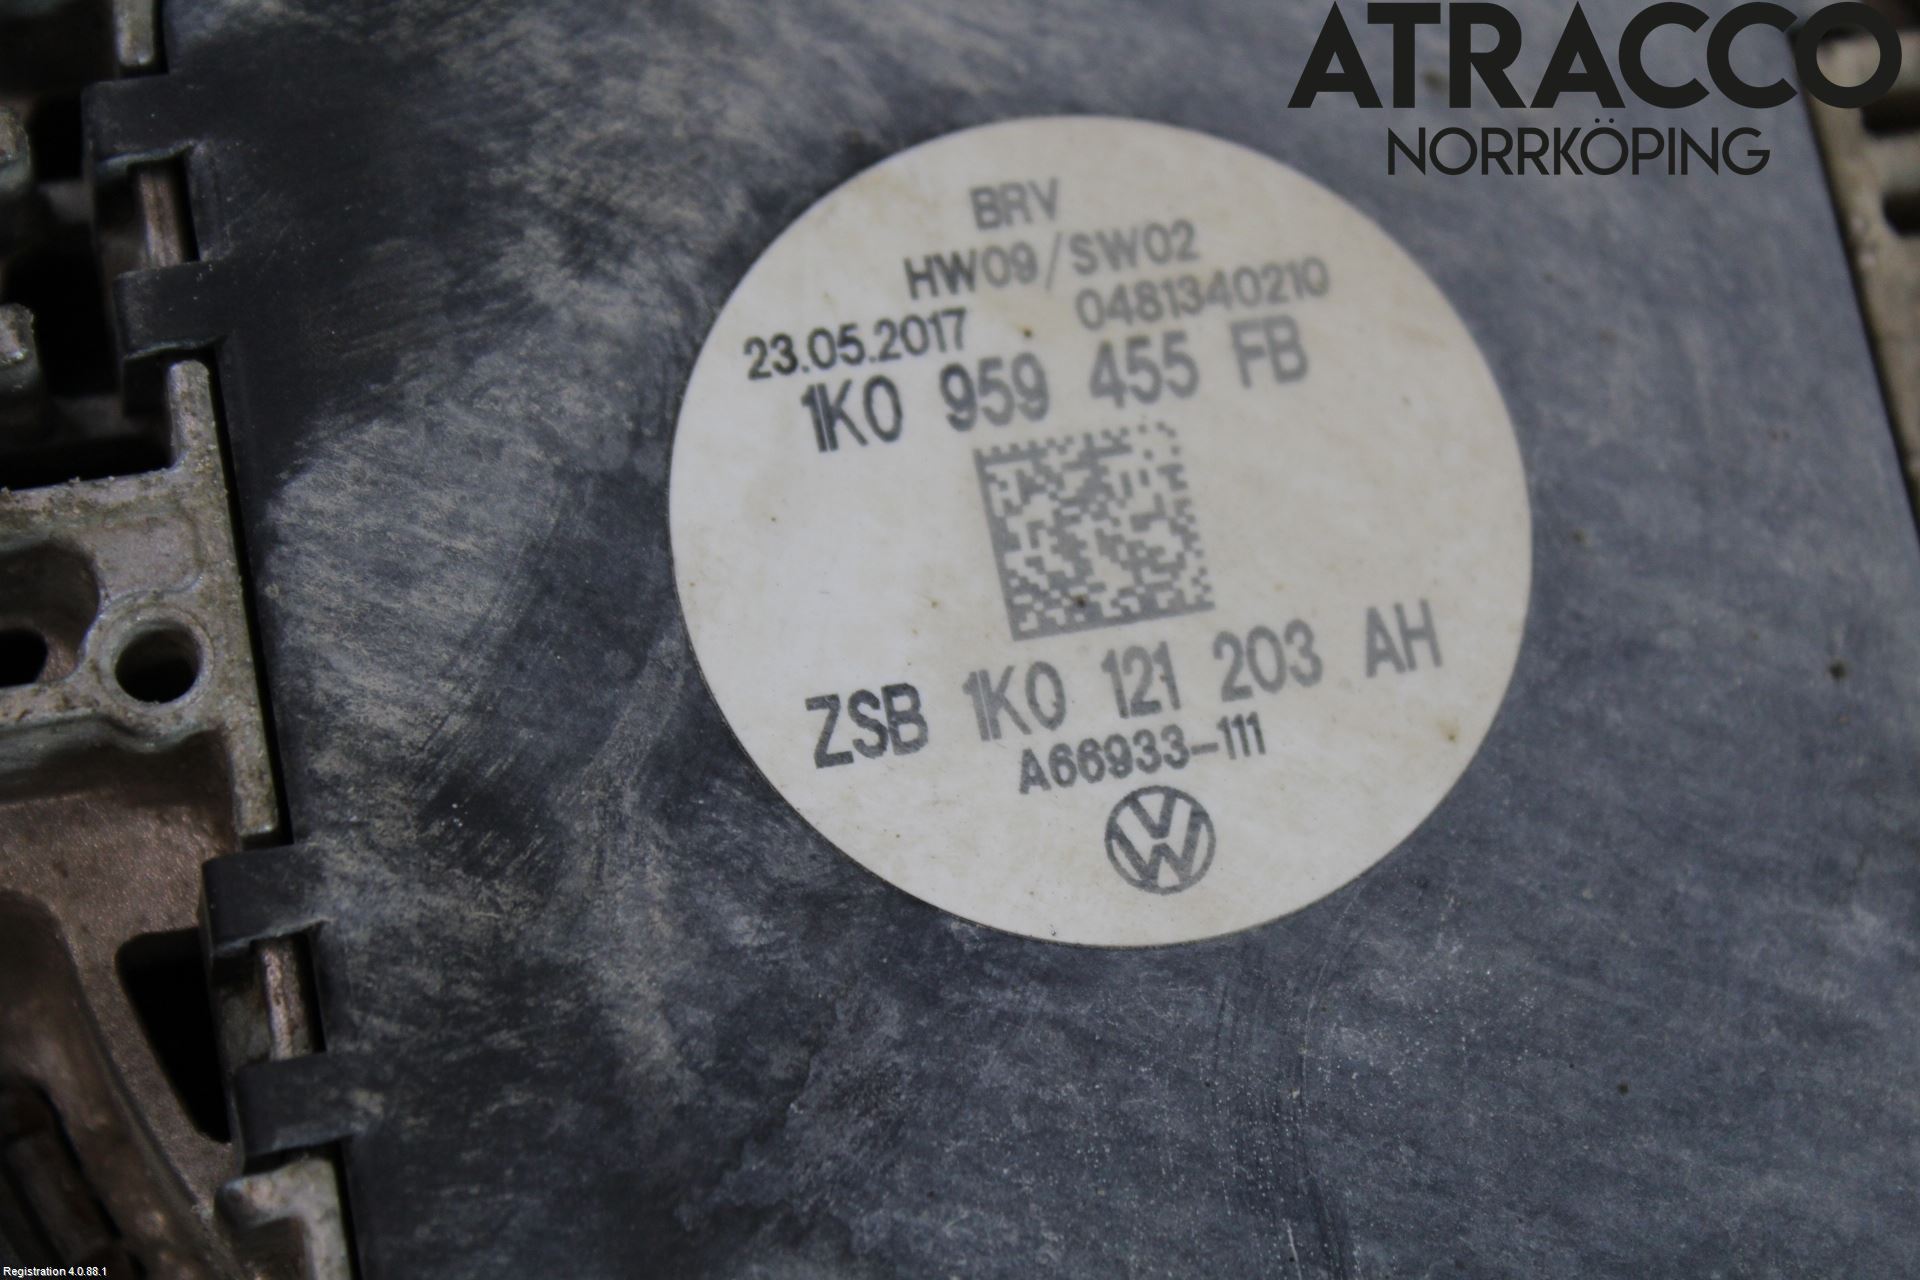 ATRACCO
NORRKÖPING
BRV
HW09/SW02
23.05.2017 0481340210
1K0 959 455 FB
ZSB 1K0 121 203 AH
A66933-111
Registration 4.0.88.1